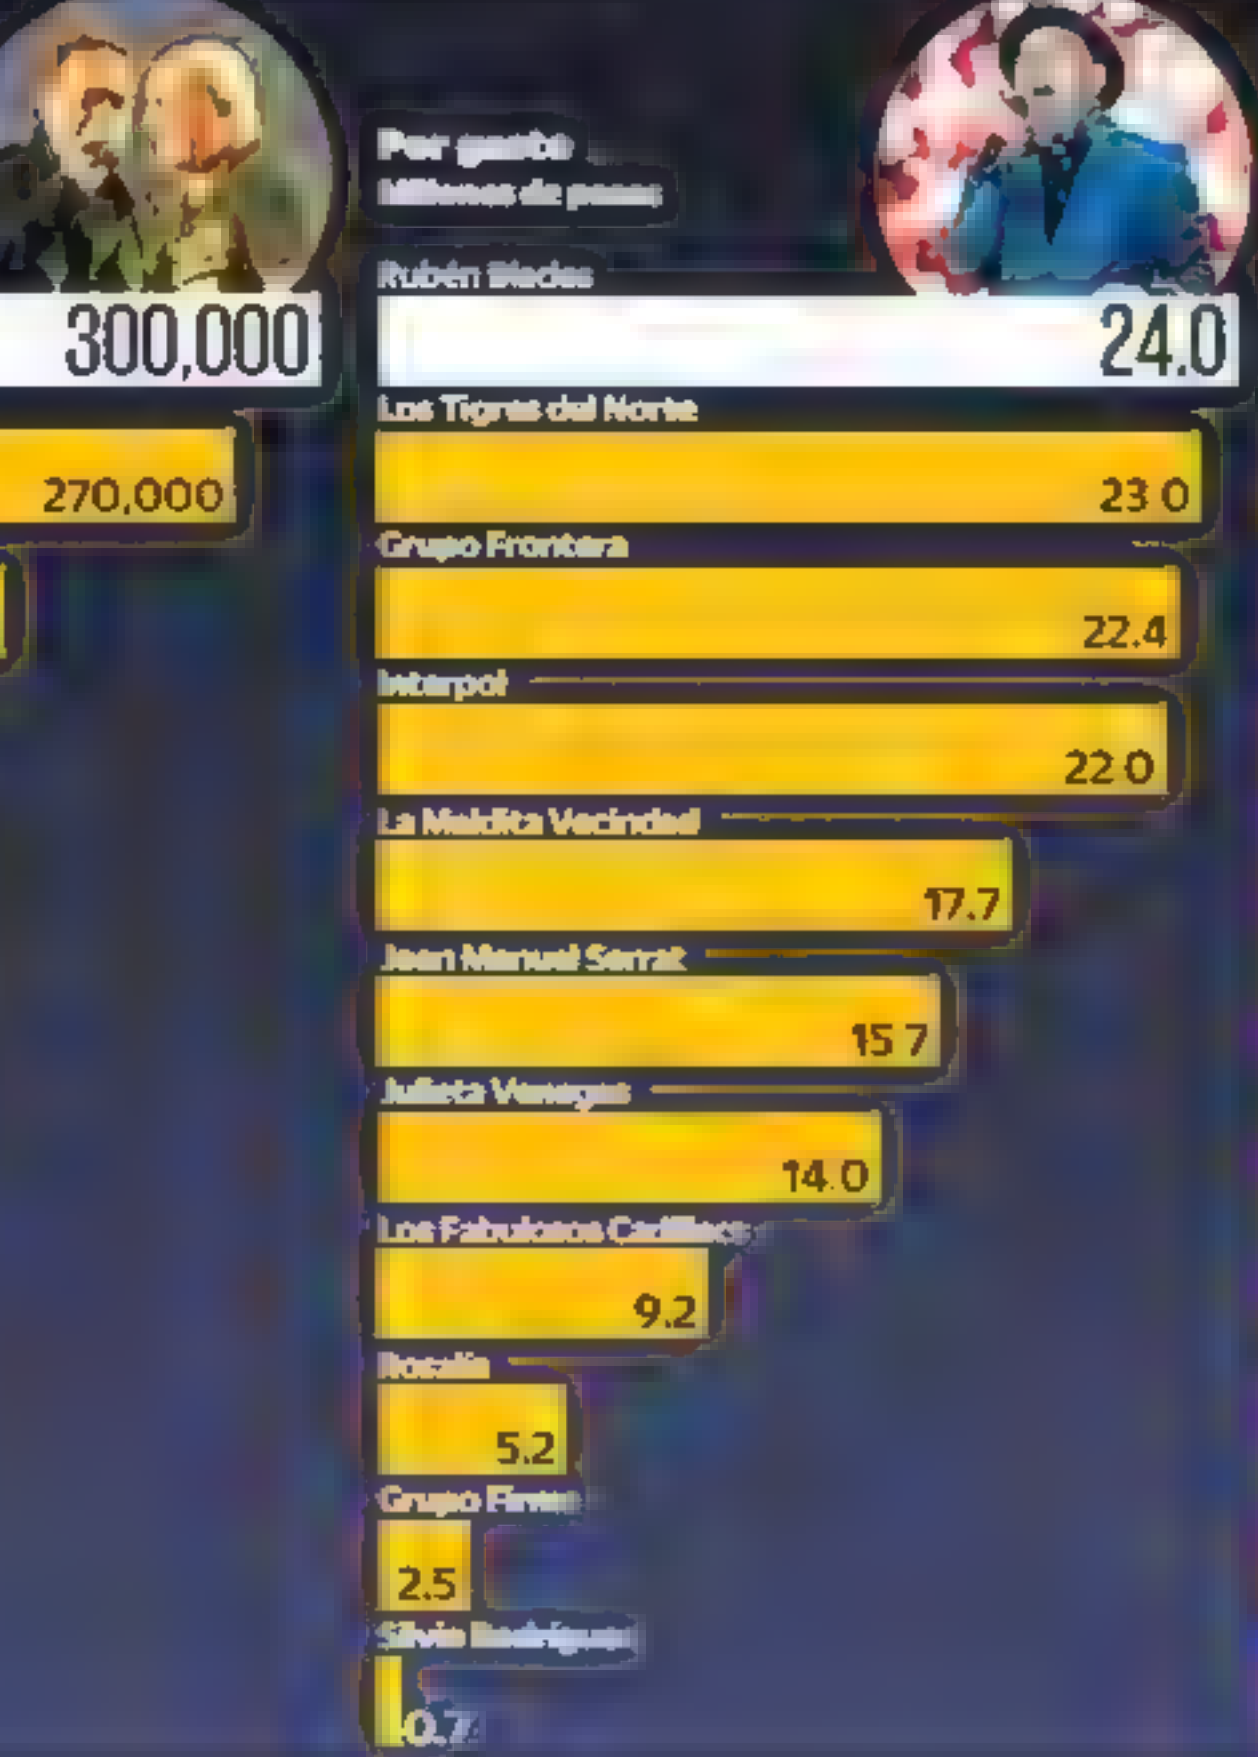 300,000
270,000
Por gasto
Millones de pesos
Rubén Blades
24.0
Los Tigres del Norte
23.0
Grupo Frontera
22.4
Interpol
22.0
La Maldita Vecindad
17.7
Joan Manuel Serrat
15.7
Julieta Venegas
14.0
Los Fabulosos Cadillacs
9.2
Rosalía
5.2
Grupo Firme
2.5
Silvio Rodríguez
0.7